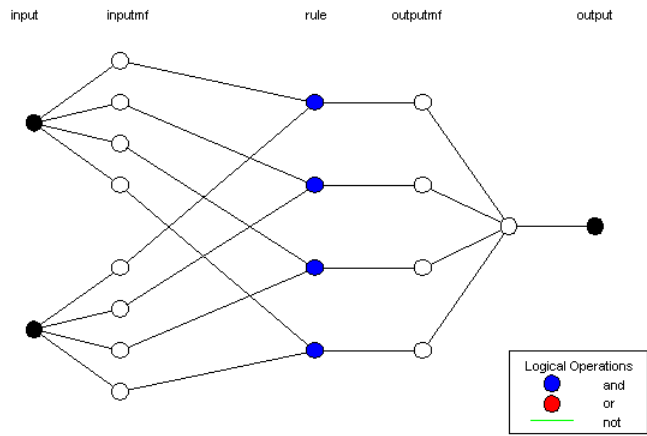 input inputmf rule outputmf output
Logical Operations
and
or
not